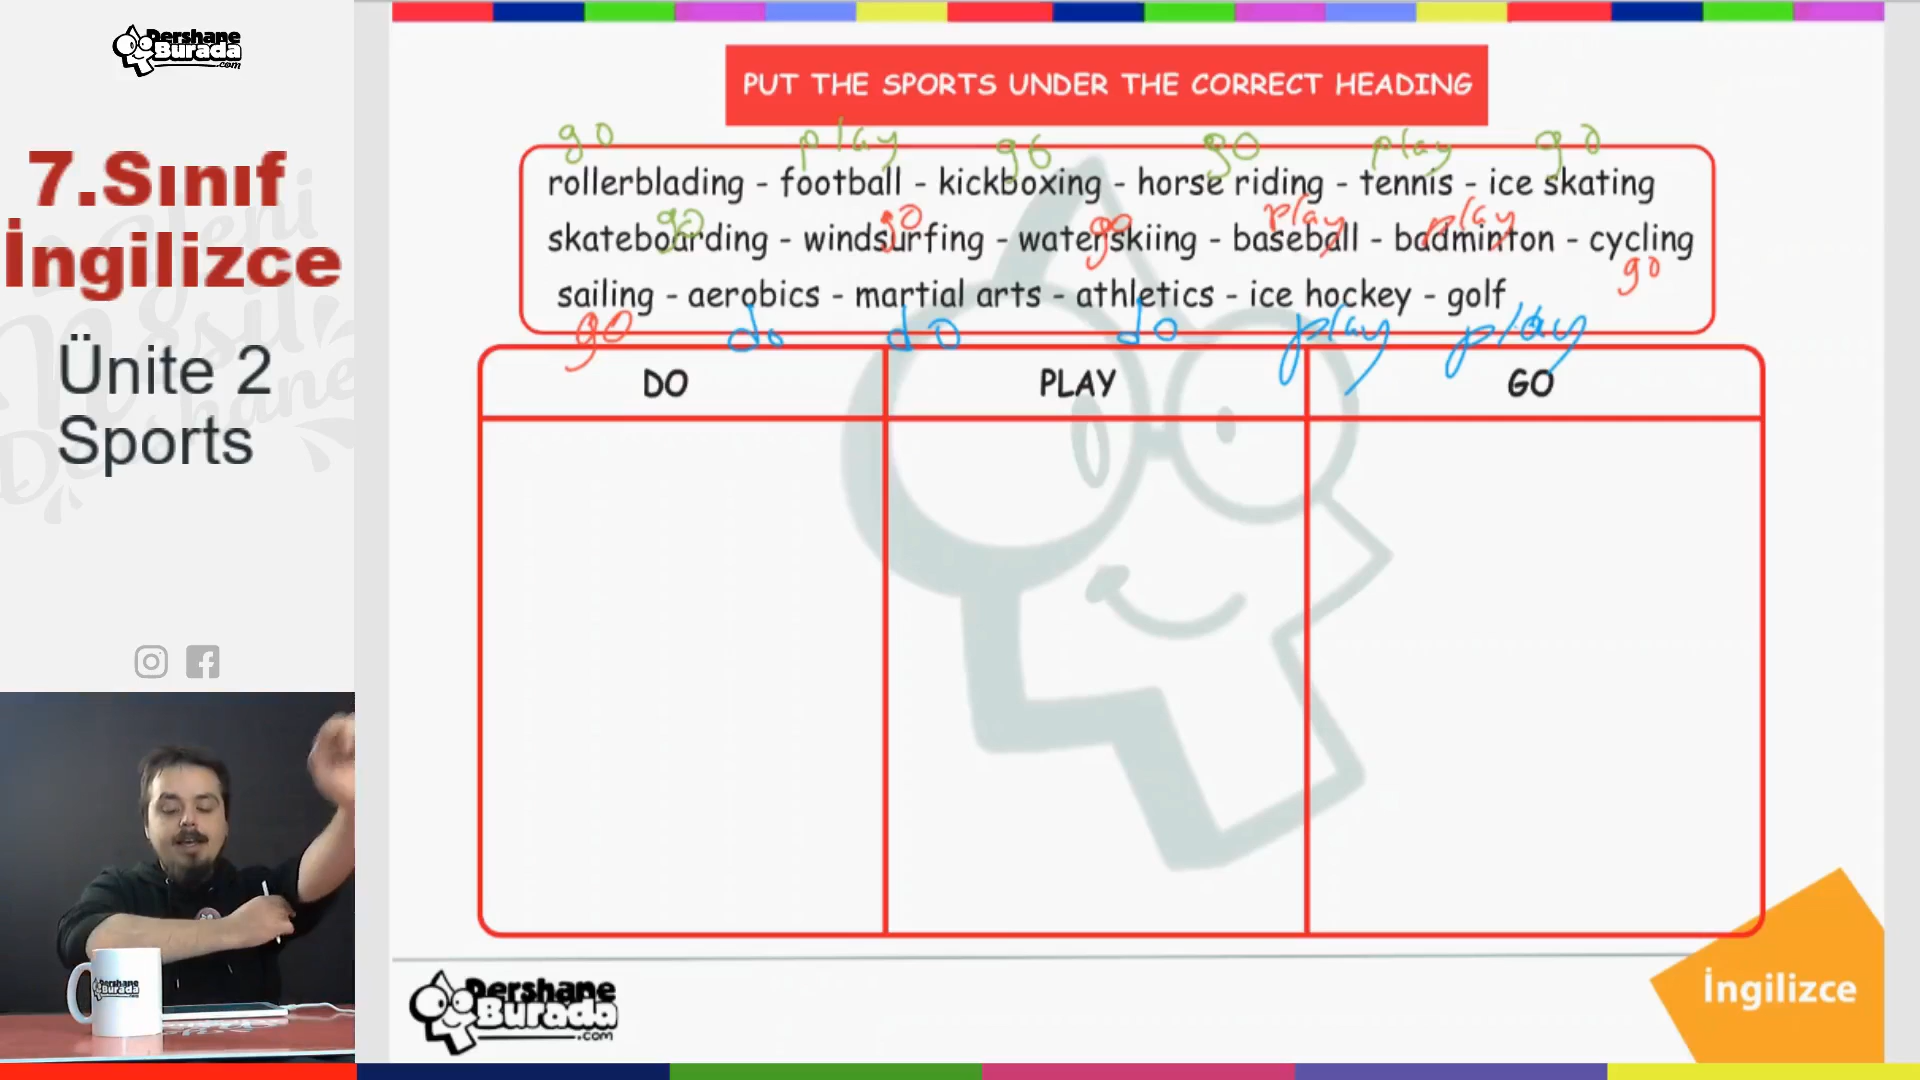 Dershane
Burada
.com
7.Sınıf
İngilizce
Ünite 2
Sports
PUT THE SPORTS UNDER THE CORRECT HEADING
go play go go play go
rollerblading - football - kickboxing - horse riding - tennis - ice skating
go go go play play
skateboarding - windsurfing - waterskiing - baseball - badminton - cycling
go
sailing - aerobics - martial arts - athletics - ice hockey - golf
go do do do play play
DO PLAY GO
Dershane
Burada
Dershane
Burada
.com
İngilizce